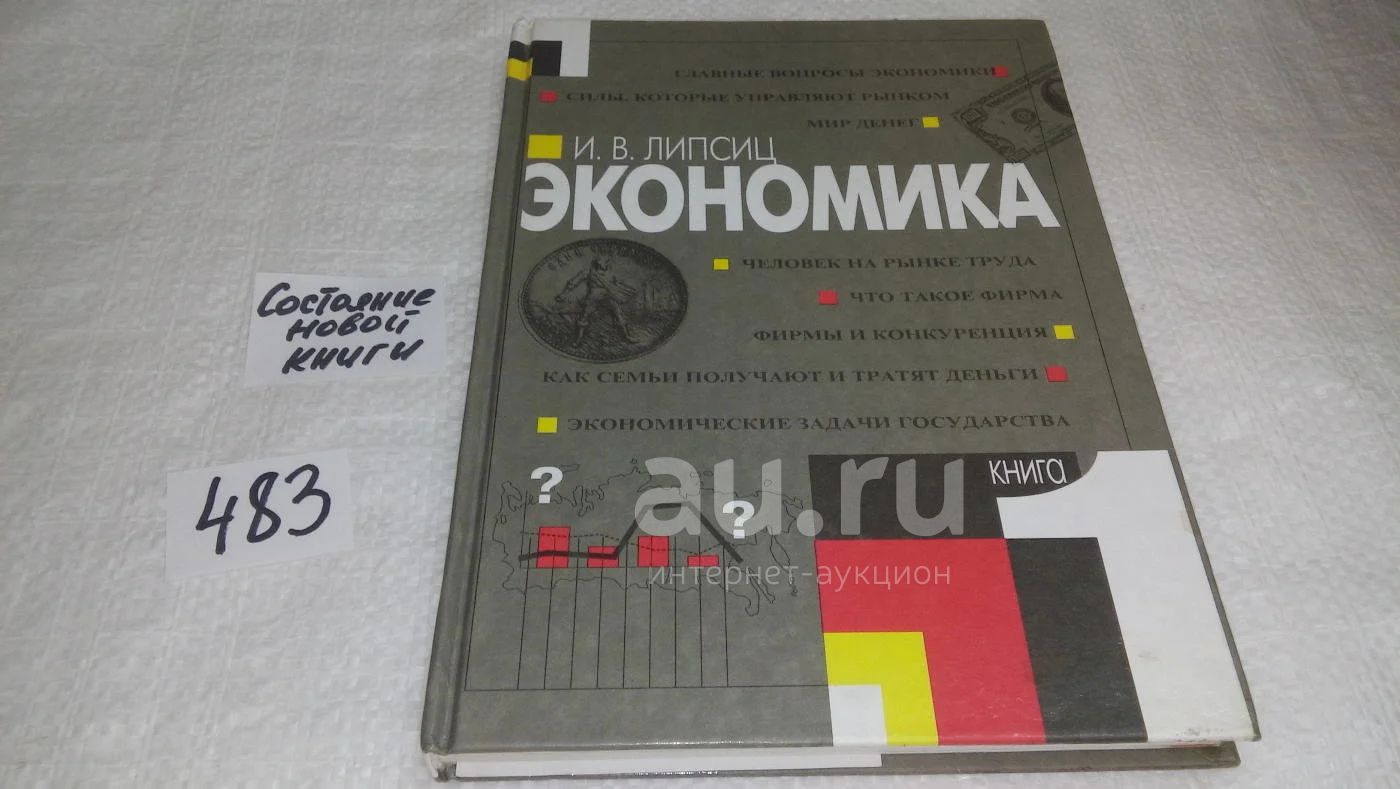 ГЛАВНЫЕ ВОПРОСЫ ЭКОНОМИКИ
СИЛЫ, КОТОРЫЕ УПРАВЛЯЮТ РЫНКОМ
МИР ДЕНЕГ
И. В. ЛИПСИЦ
ЭКОНОМИКА
ЧЕЛОВЕК НА РЫНКЕ ТРУДА
ЧТО ТАКОЕ ФИРМА
ФИРМЫ И КОНКУРЕНЦИЯ
КАК СЕМЬИ ПОЛУЧАЮТ И ТРАТЯТ ДЕНЬГИ
ЭКОНОМИЧЕСКИЕ ЗАДАЧИ ГОСУДАРСТВА
? ?
КНИГА
1
Состояние
новой
книги
483
au.ru
интернет-аукцион